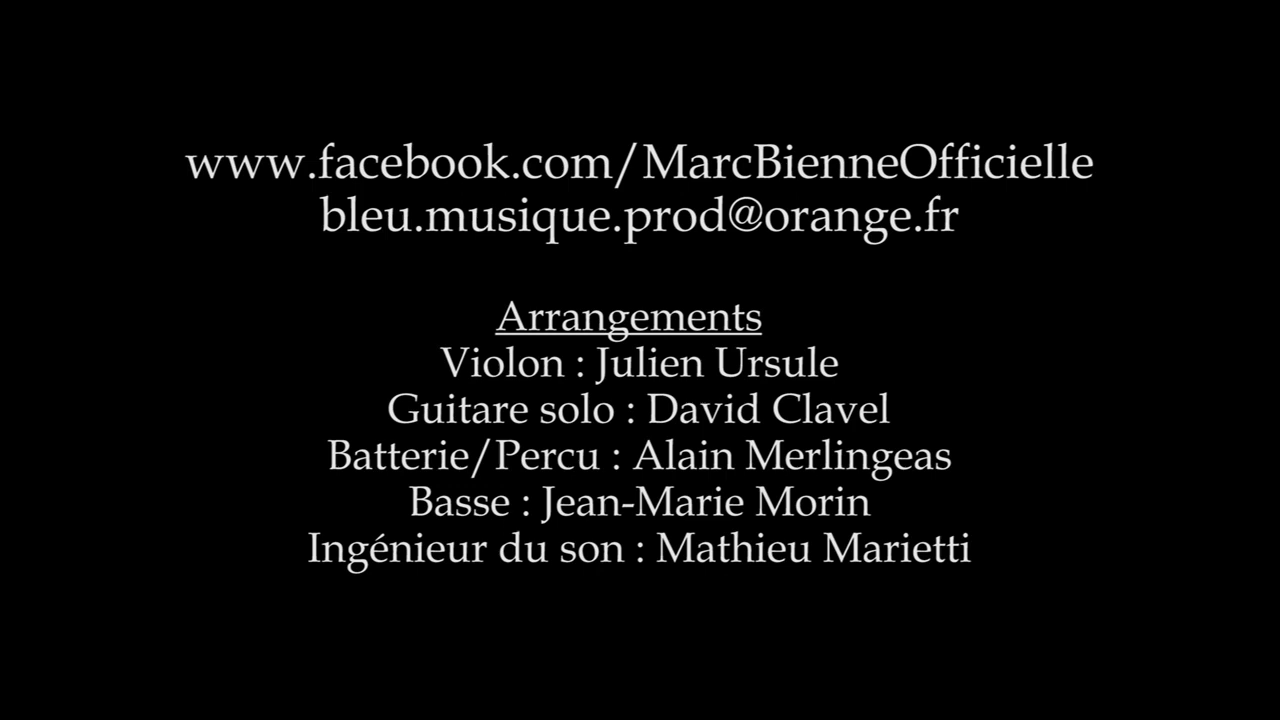 www.facebook.com/MarcBienneOfficielle
bleu.musique.prod@orange.fr
Arrangements
Violon : Julien Ursule
Guitare solo : David Clavel
Batterie/Percu : Alain Merlingeas
Basse : Jean-Marie Morin
Ingénieur du son : Mathieu Marietti